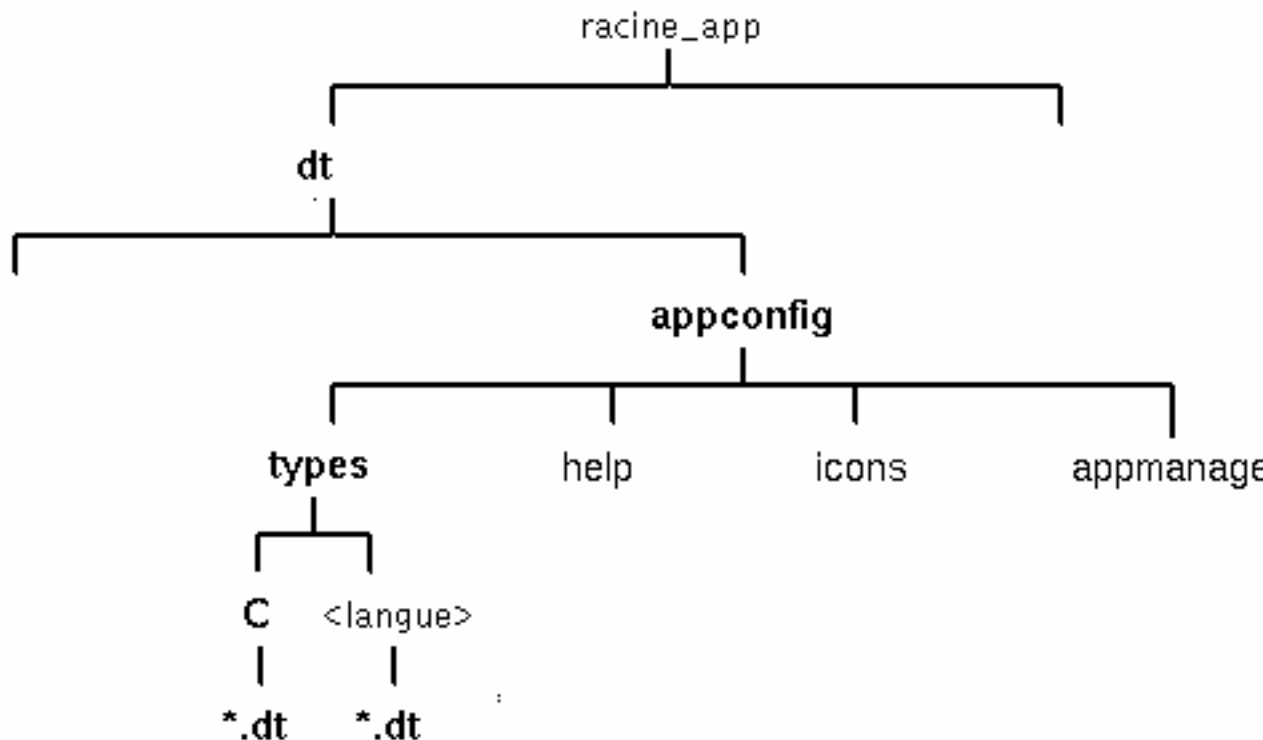 racine_app
dt
appconfig
types help icons appmanage
C <langue>
*.dt *.dt